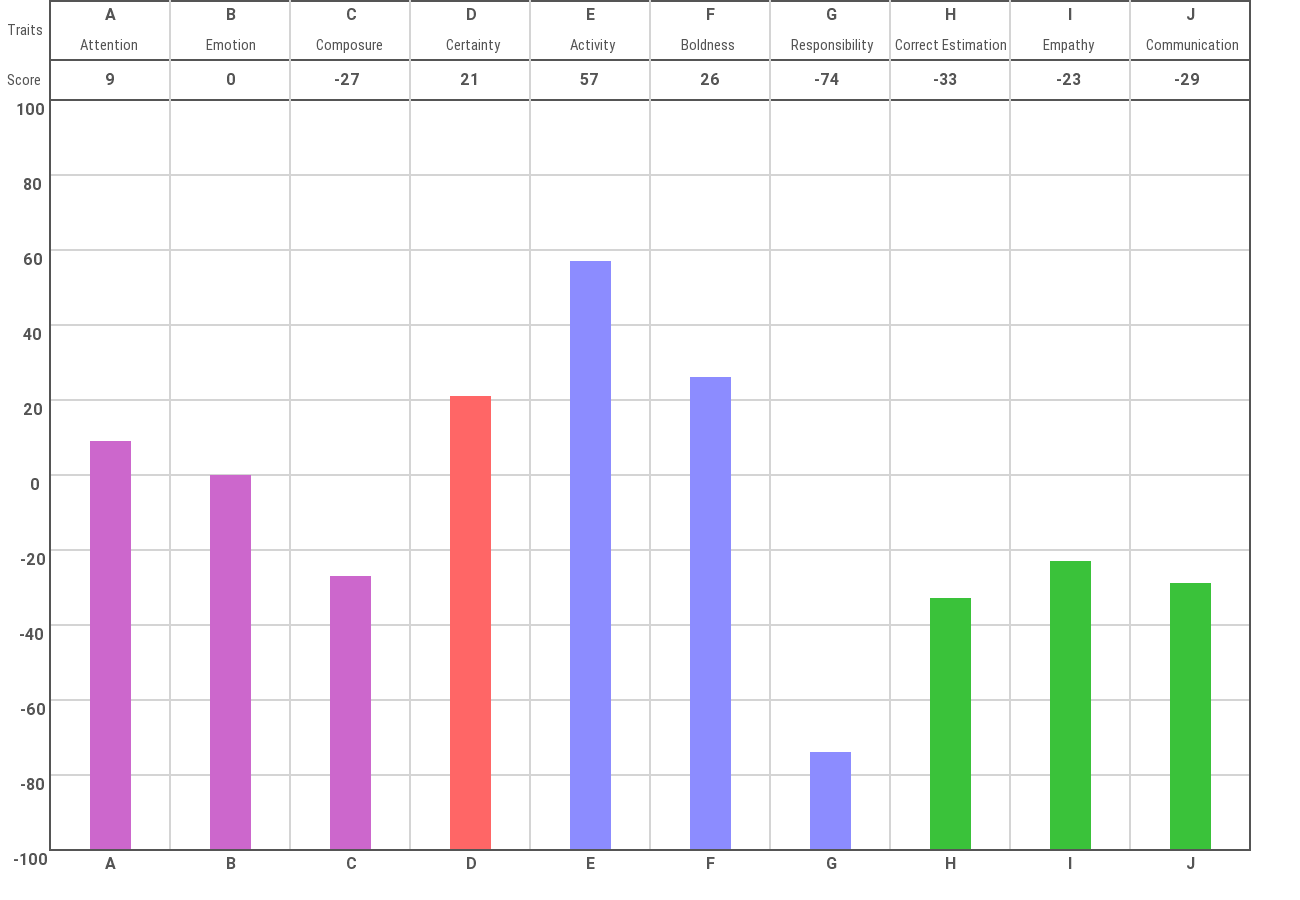 A B C D E F G H I J
Traits
Attention Emotion Composure Certainty Activity Boldness Responsibility Correct Estimation Empathy Communication
Score 9 0 -27 21 57 26 -74 -33 -23 -29
100
80
60
40
20
0
-20
-40
-60
-80
-100
A B C D E F G H I J